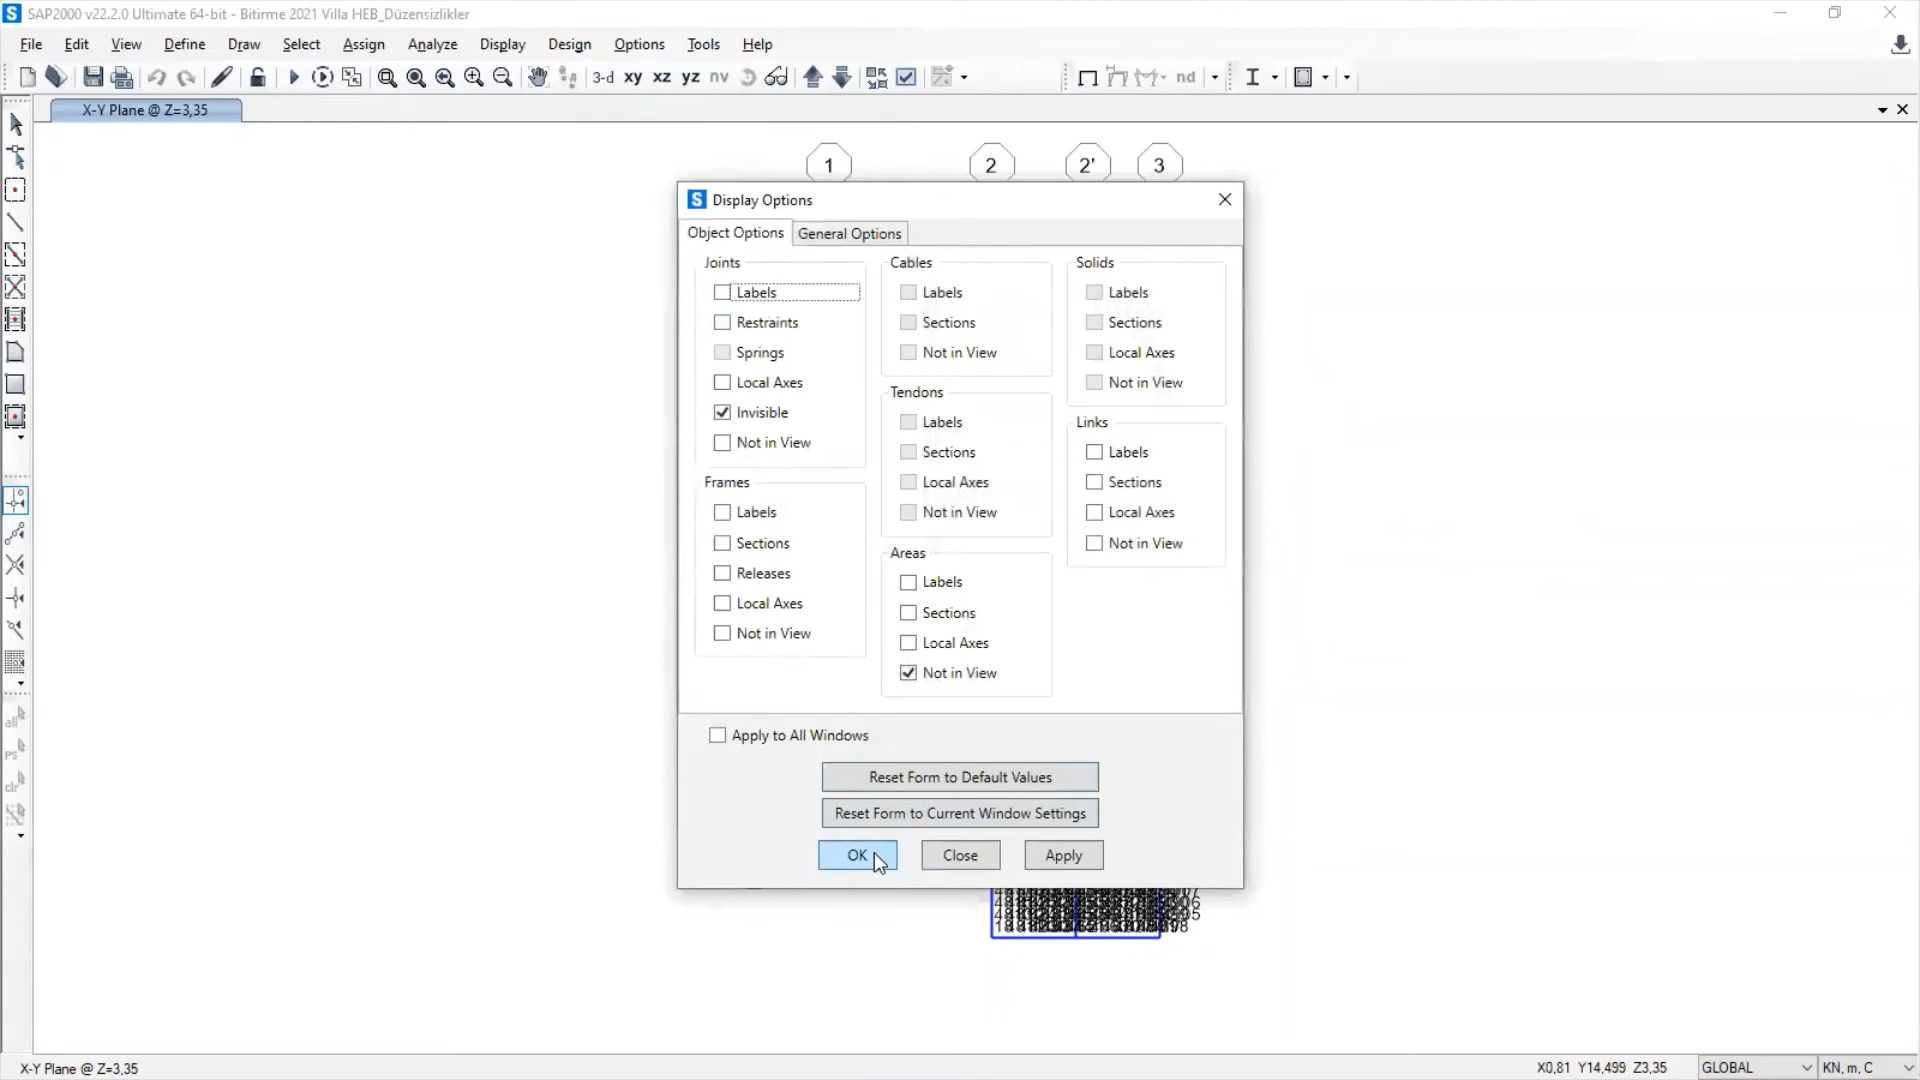 SAP2000 v22.2.0 Ultimate 64-bit - Bitirme 2021 Villa HEB_Düzensizlikler
File Edit View Define Draw Select Assign Analyze Display Design Options Tools Help
3-d xy xz yz nv nd
X-Y Plane @ Z=3,35
1 2 2' 3
Display Options
Object Options General Options
Joints
Labels
Restraints
Springs
Local Axes
Invisible
Not in View
Frames
Labels
Sections
Releases
Local Axes
Not in View
Cables
Labels
Sections
Not in View
Tendons
Labels
Sections
Local Axes
Not in View
Areas
Labels
Sections
Local Axes
Not in View
Solids
Labels
Sections
Local Axes
Not in View
Links
Labels
Sections
Local Axes
Not in View
Apply to All Windows
Reset Form to Default Values
Reset Form to Current Window Settings
OK Close Apply
all
ps
clr
X-Y Plane @ Z=3,35
X0,81 Y14,499 Z3,35
GLOBAL
KN, m, C